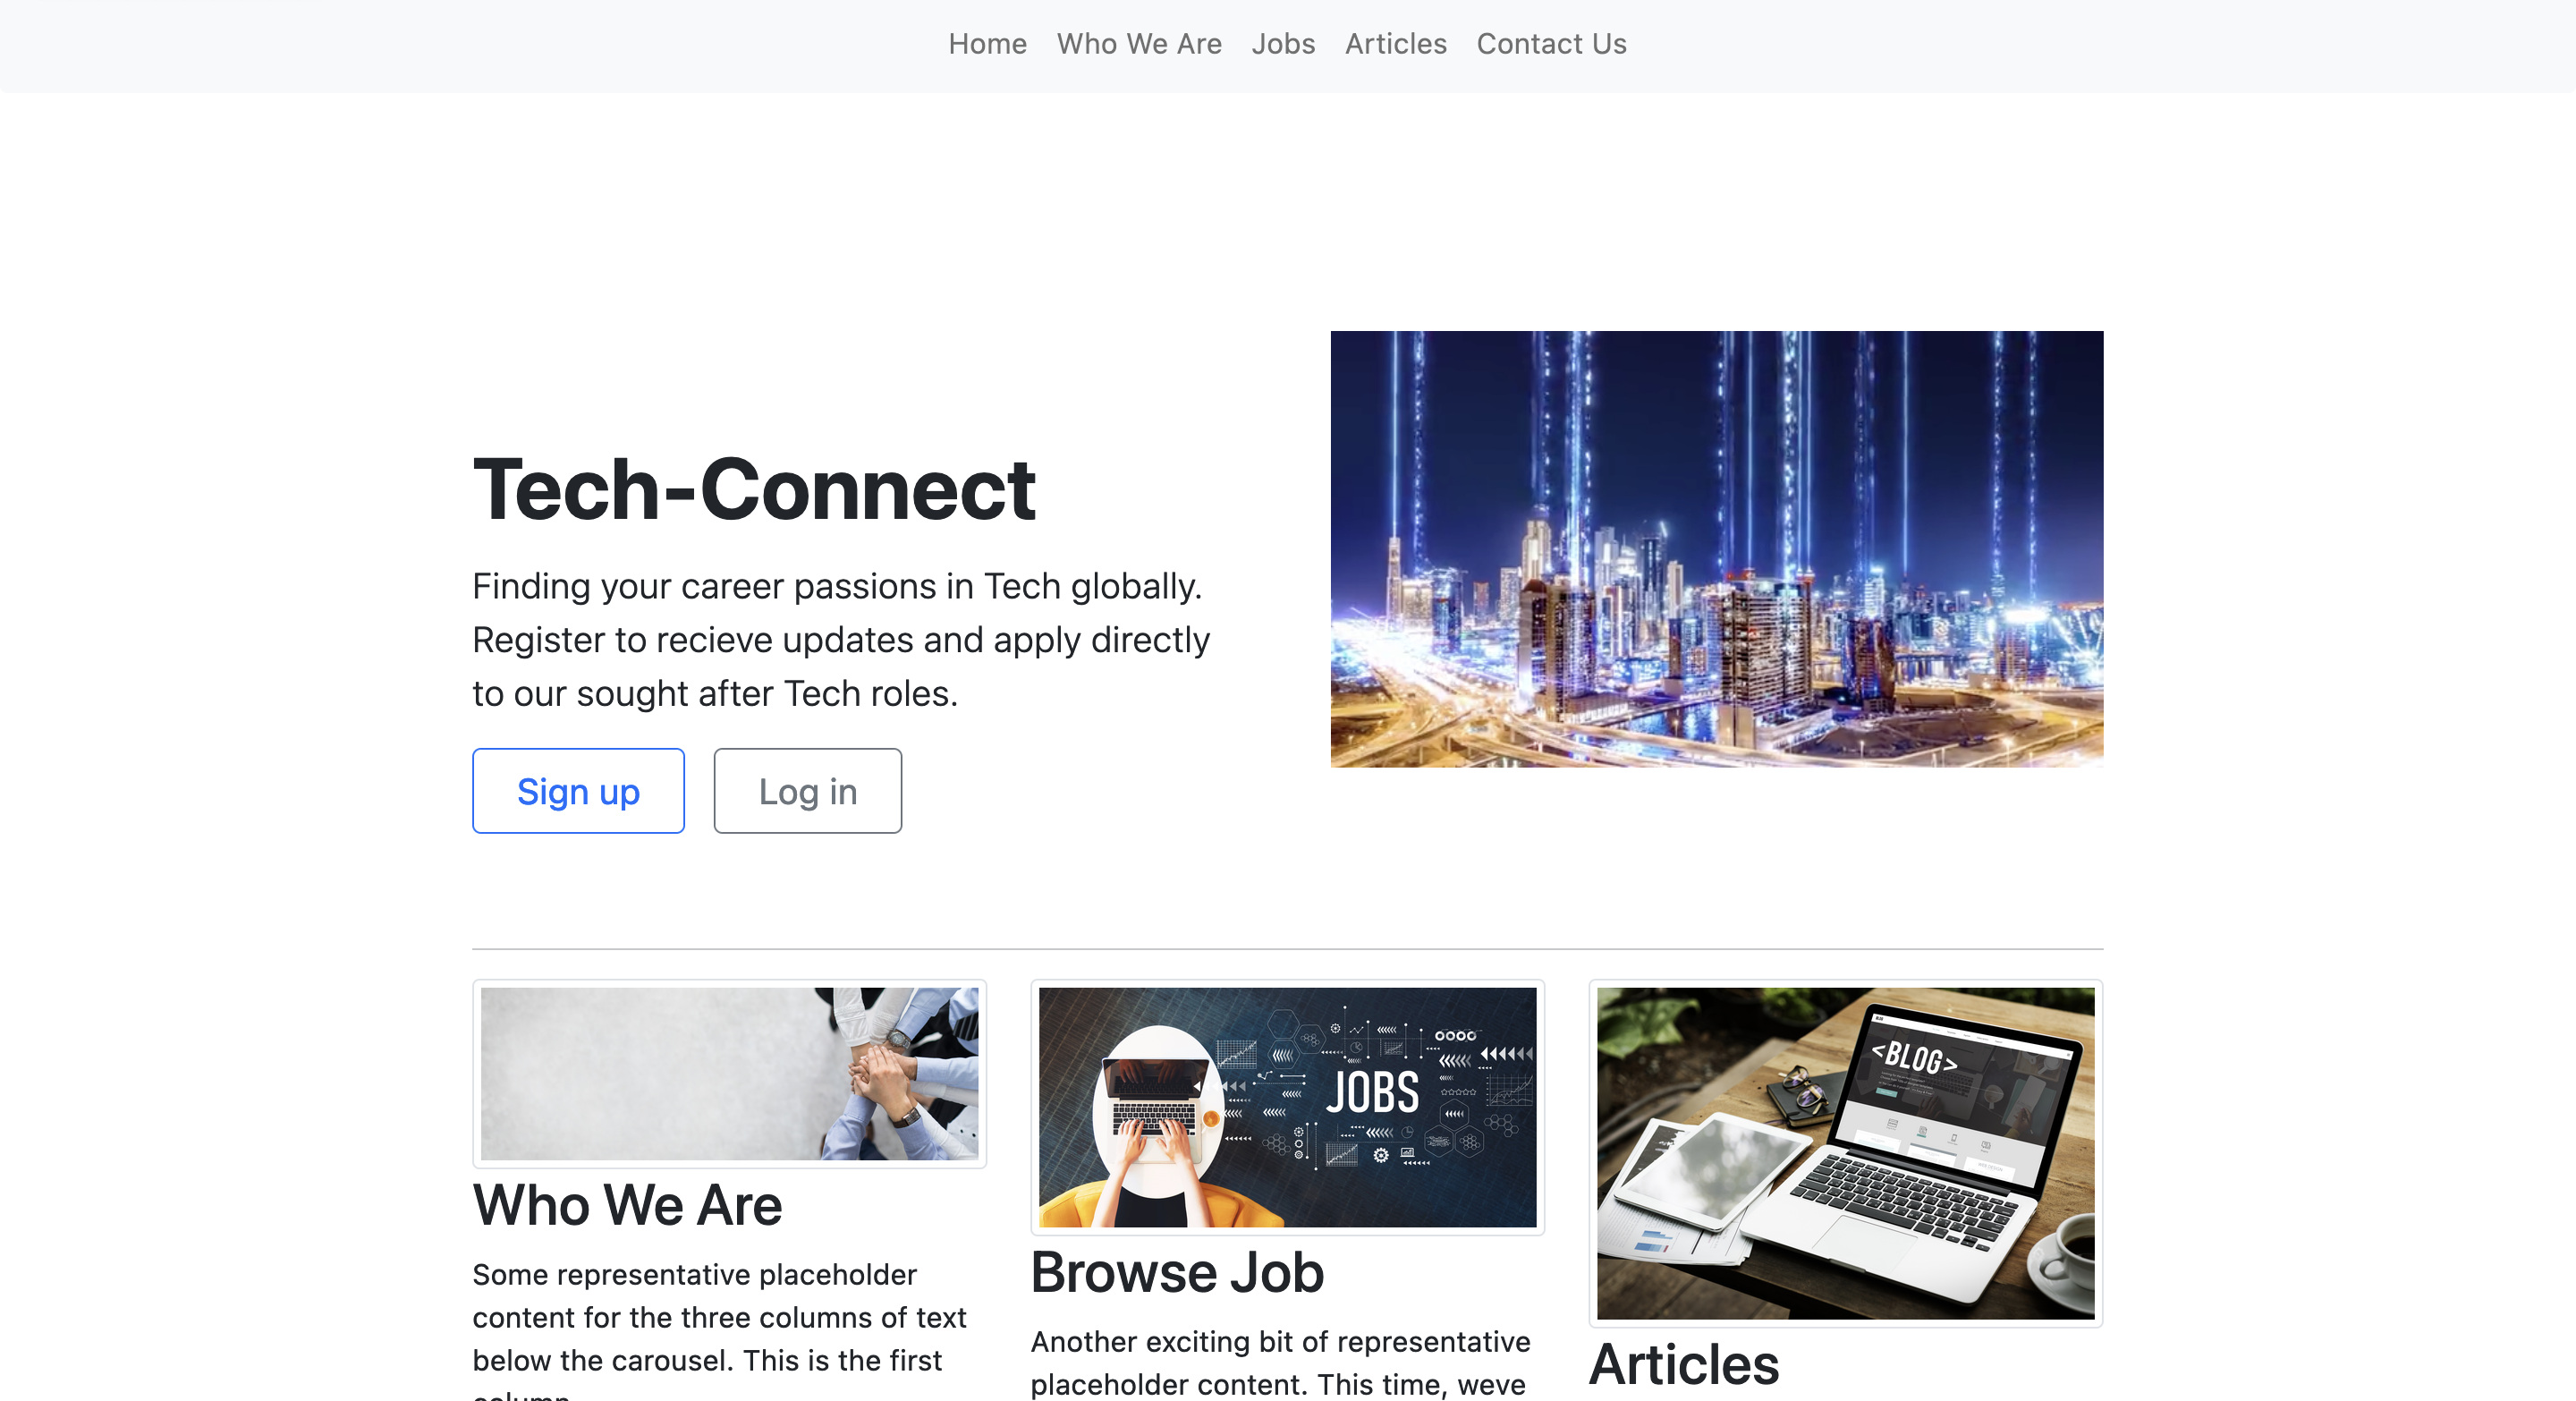 Home Who We Are Jobs Articles Contact Us
Tech-Connect
Finding your career passions in Tech globally.
Register to recieve updates and apply directly
to our sought after Tech roles.
Sign up Log in
JOBS
<BLOG>
Who We Are
Some representative placeholder
content for the three columns of text
below the carousel. This is the first
column.
Browse Job
Another exciting bit of representative
placeholder content. This time, weve
Articles